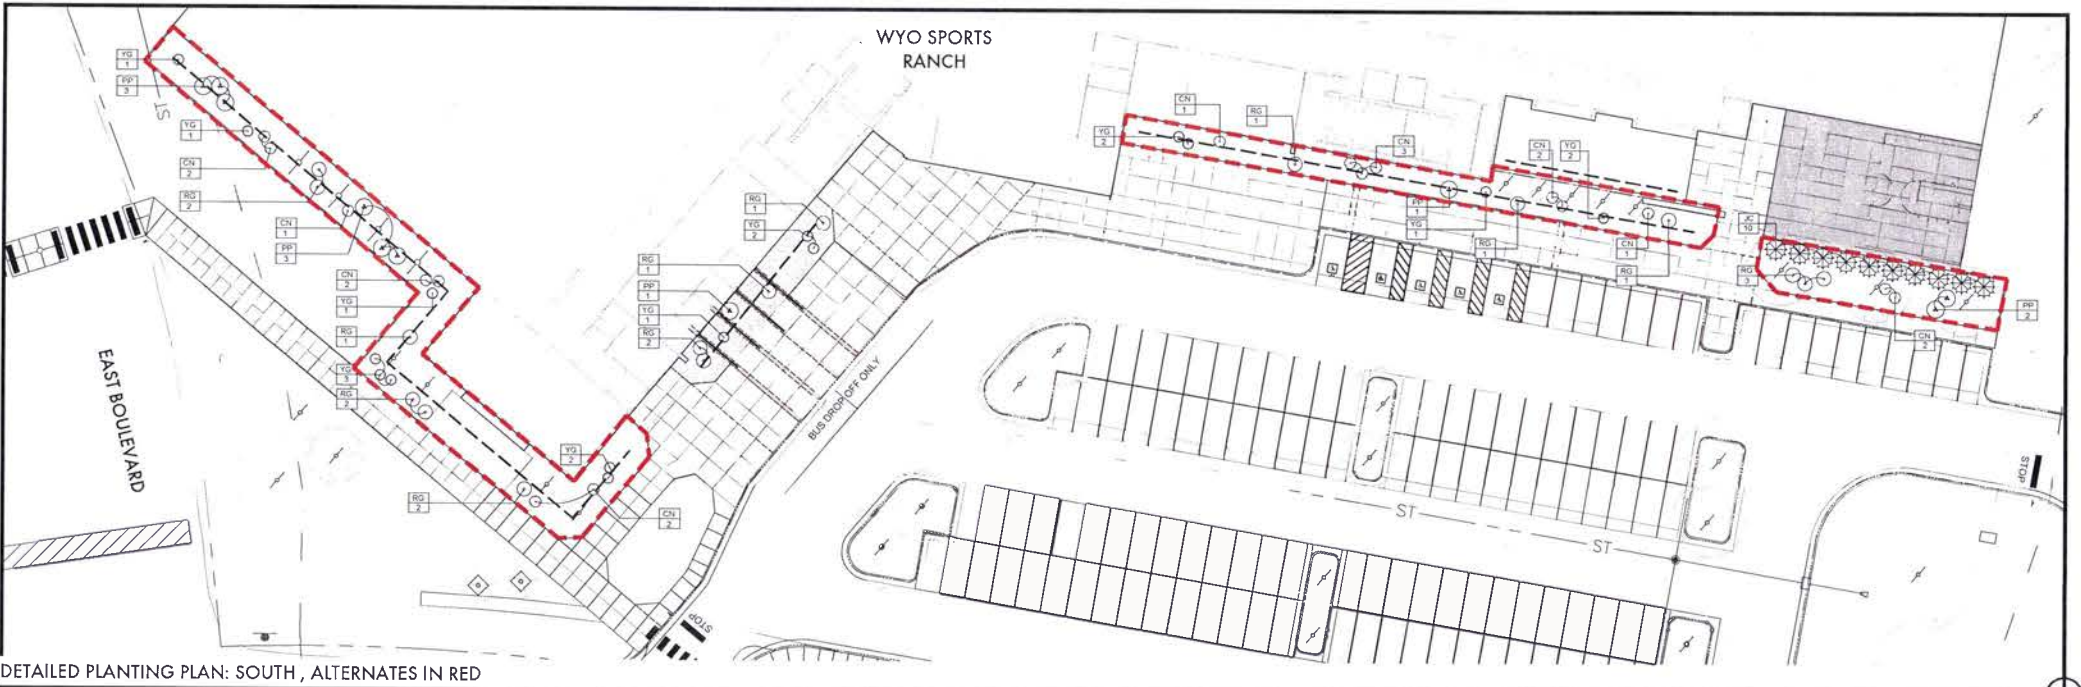 WYO SPORTS
RANCH
YG
1
PP
3
ST
YG
1
CN
2
RG
2
CN
1
PP
3
CN
2
YG
1
RG
1
YG
3
RG
2
RG
2
YG
2
CN
2
EAST BOULEVARD
RG
1
YG
2
RG
1
PP
1
YG
1
RG
2
BUS DROP OFF ONLY
STOP
YG
2
CN
1
RG
1
CN
3
PP
1
YG
1
RG
1
CN
2
YG
2
CN
1
RG
1
JC
10
RG
3
CN
2
PP
2
ST
ST
STOP
DETAILED PLANTING PLAN: SOUTH , ALTERNATES IN RED